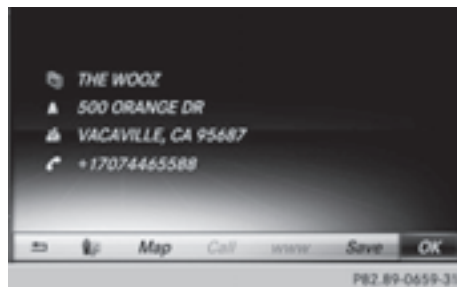 THE WOOZ
500 ORANGE DR
VACAVILLE, CA 95687
+17074465588
Map Call www Save OK
P82.89-0659-31